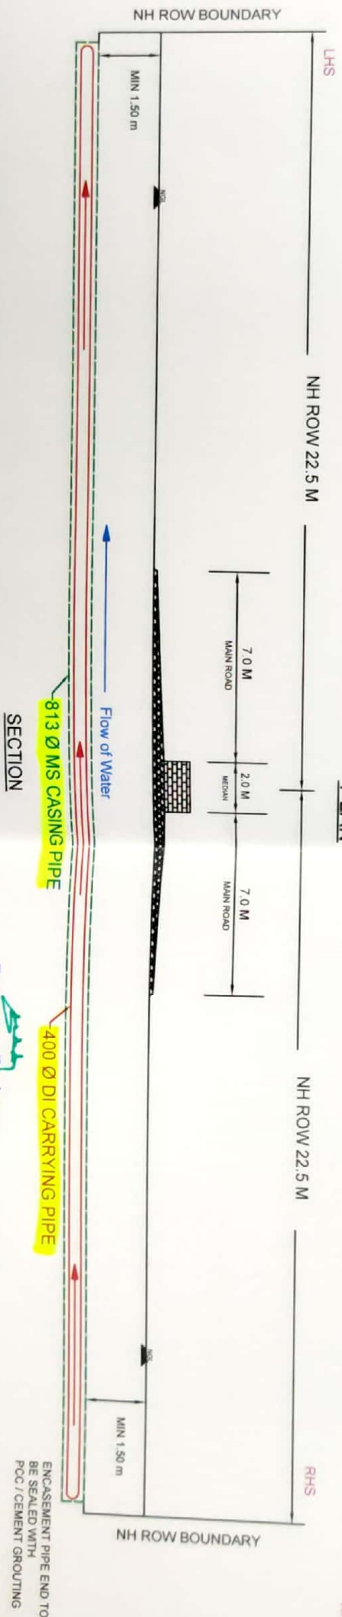 NH ROW BOUNDARY
LHS
NH ROW 22.5 M
NH ROW 22.5 M
RHS
7.0 M
MAIN ROAD
2.0 M
MEDIAN
7.0 M
MAIN ROAD
MIN 1.50 m
NGL
NGL
MIN 1.50 m
Flow of Water
813 Ø MS CASING PIPE
400 Ø DI CARRYING PIPE
SECTION
NH ROW BOUNDARY
ENCASEMENT PIPE END TO
BE SEALED WITH
PCC / CEMENT GROUTING